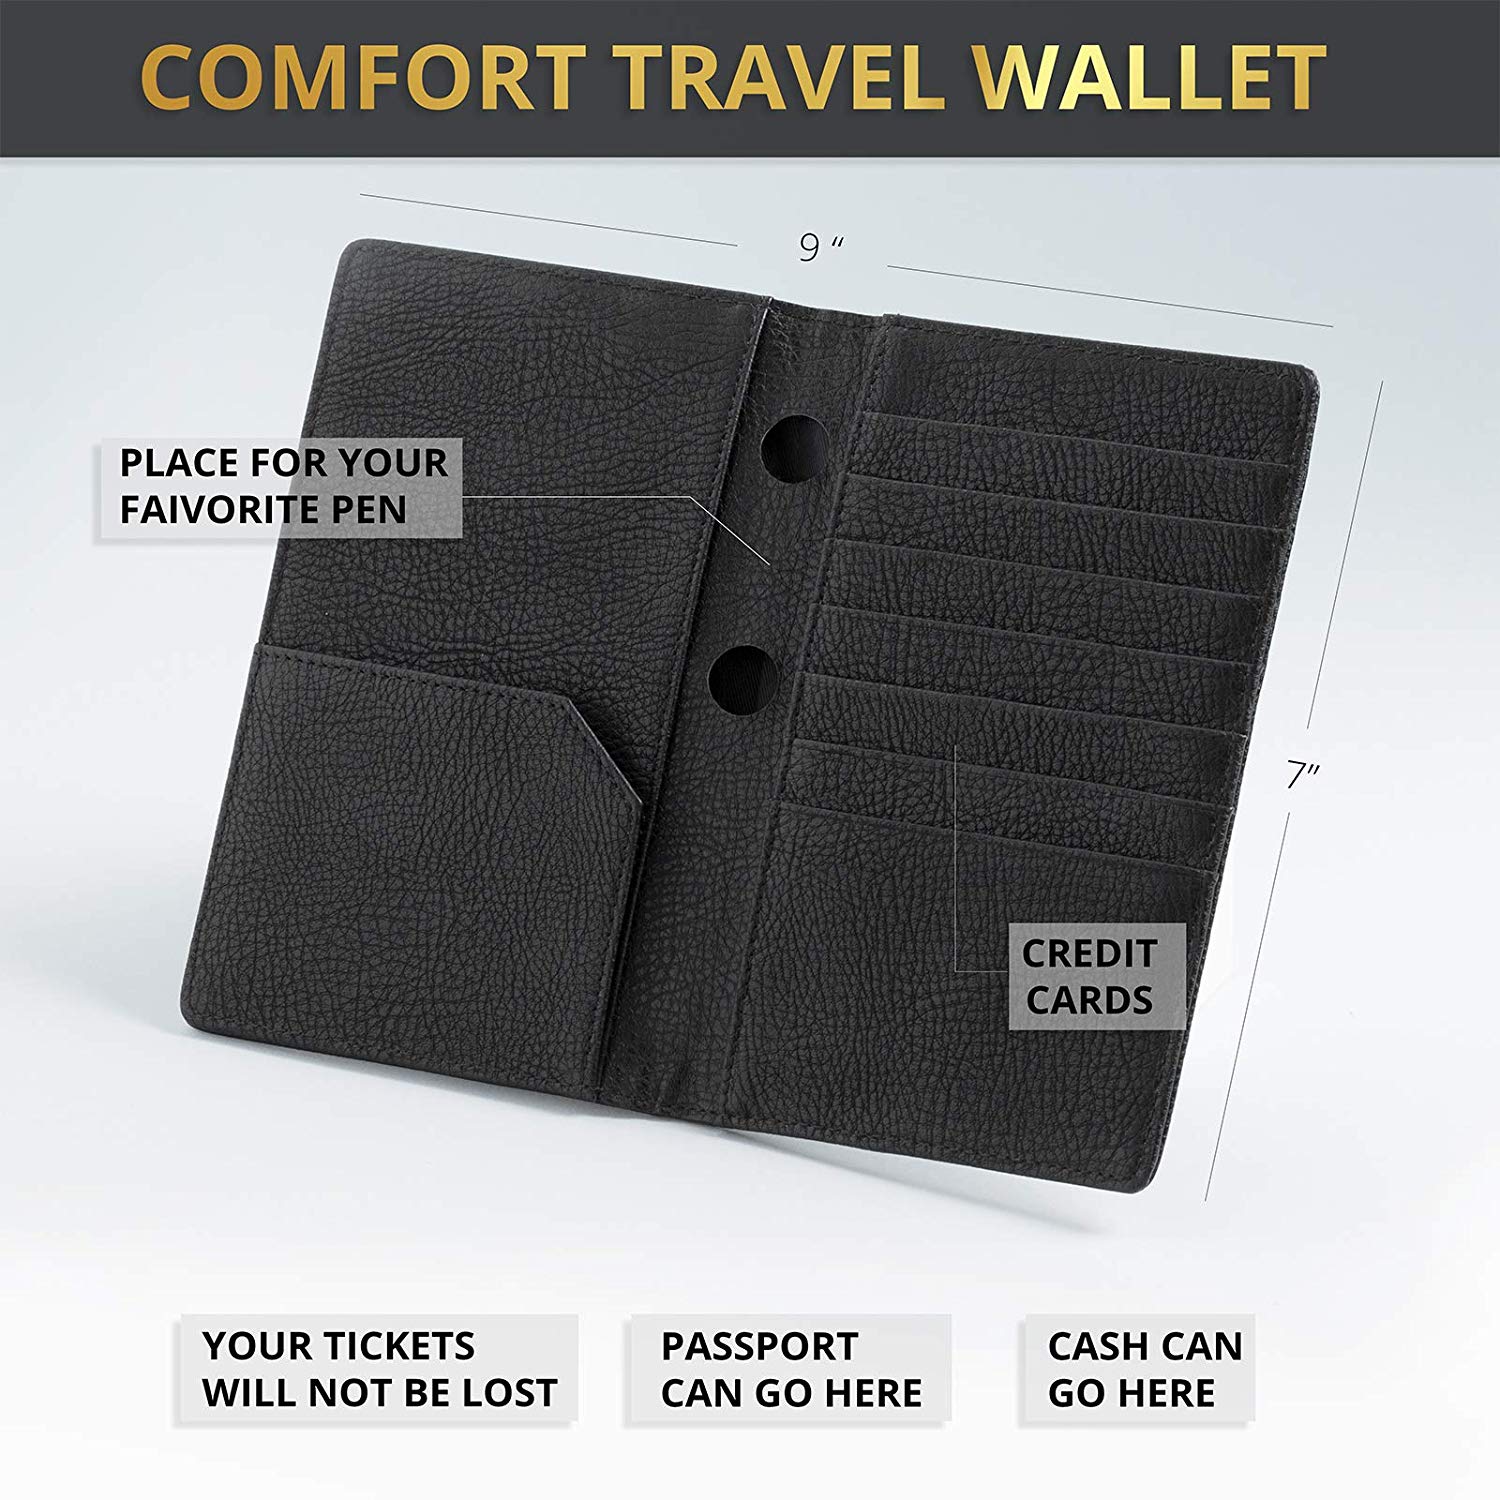 COMFORT TRAVEL WALLET
9 “
PLACE FOR YOUR
FAIVORITE PEN
7"
CREDIT
CARDS
YOUR TICKETS
WILL NOT BE LOST
PASSPORT
CAN GO HERE
CASH CAN
GO HERE